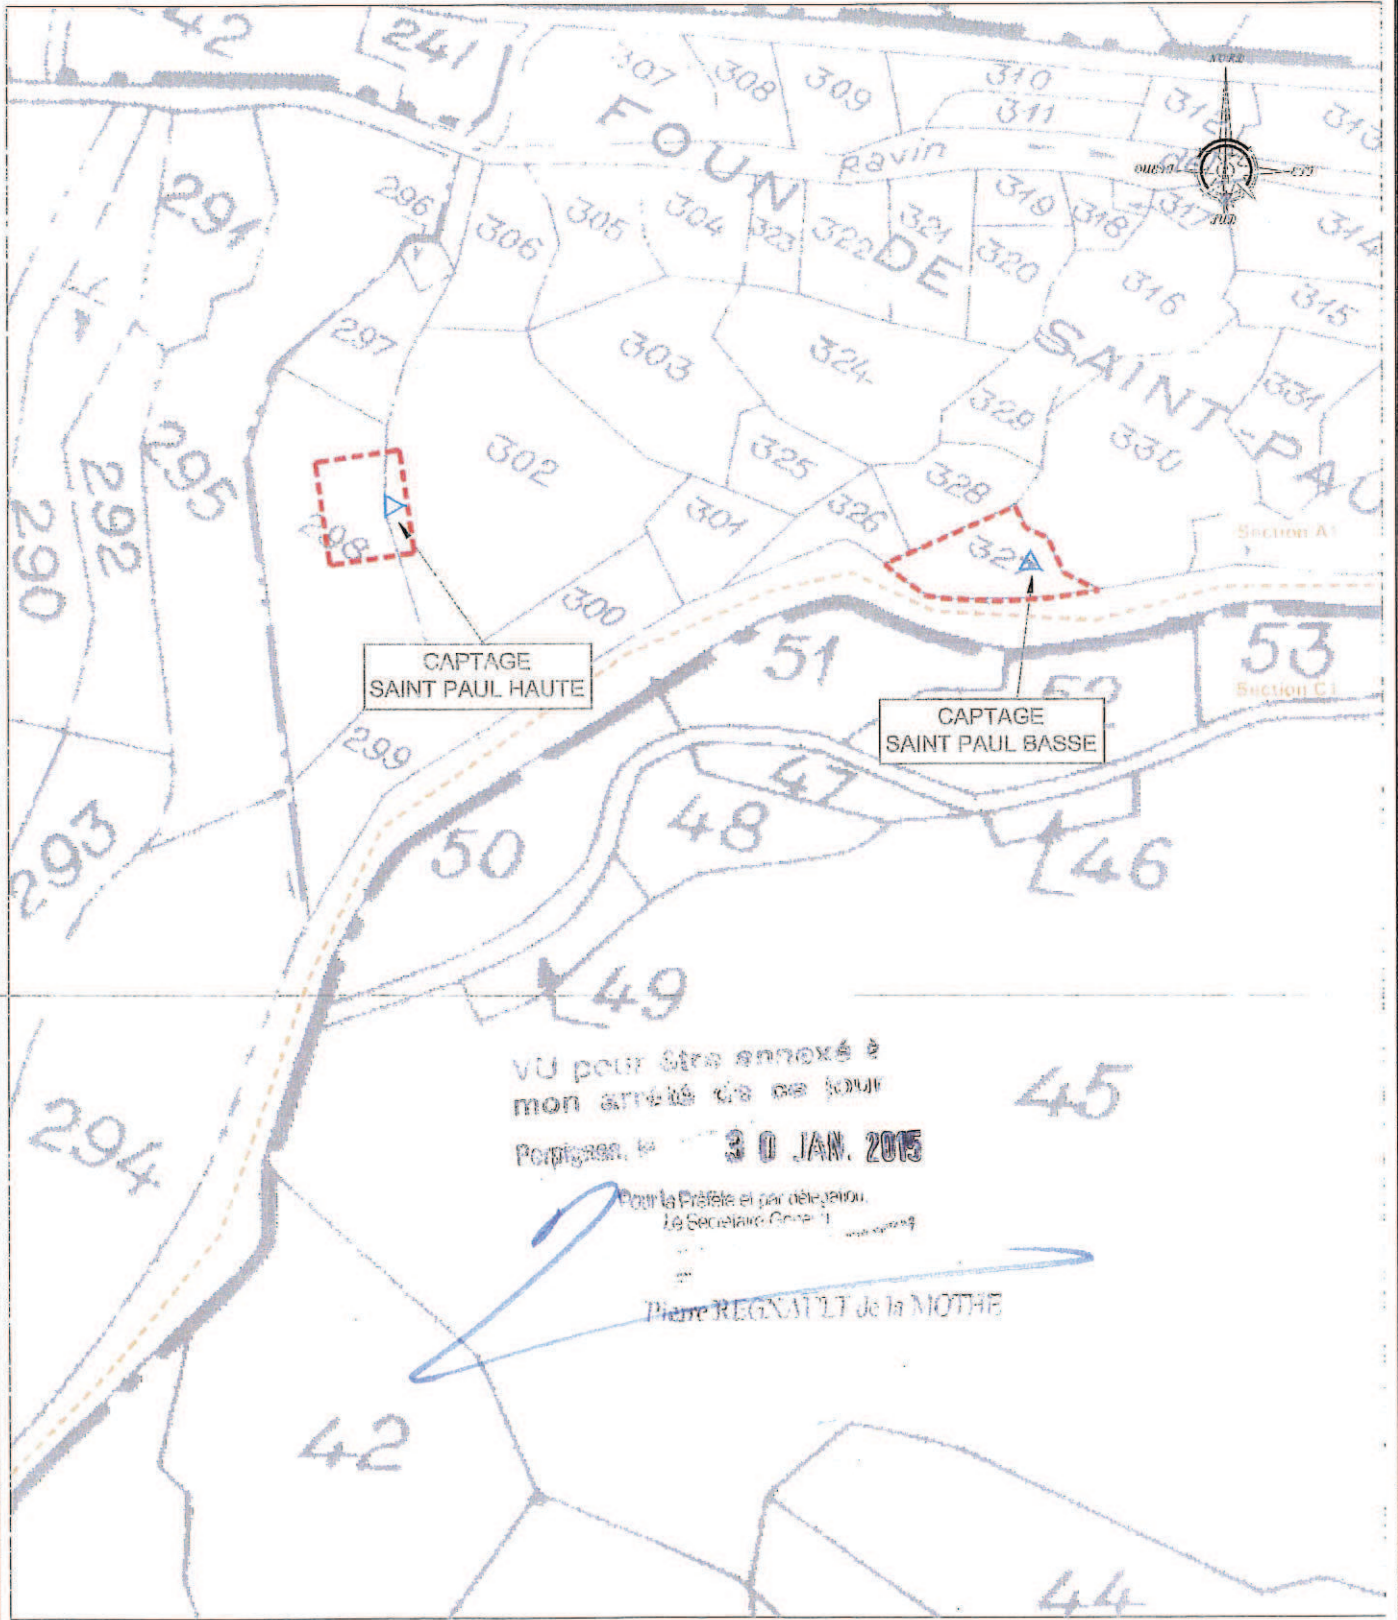 42
241
307
308
309
310
311
312
313
NORD
OUEST
EST
SUD
FOUN DE SAINT-PAU
Ravin
291
296
306
305
304
323
322
321
319
318
317
320
314
316
315
297
303
324
329
331
295
302
325
330
292
290
298
301
326
328
Section A1
300
CAPTAGE
SAINT PAUL HAUTE
51
53
Section C1
CAPTAGE
SAINT PAUL BASSE
299
47
48
293
50
46
49
VU pour être annexé à
mon arrêté de ce jour
Perpignan, le 30 JAN. 2015
45
294
Pour la Préfète et par délégation,
Le Secrétaire Général
Pierre REGNAULT de la MOTHE
42
44